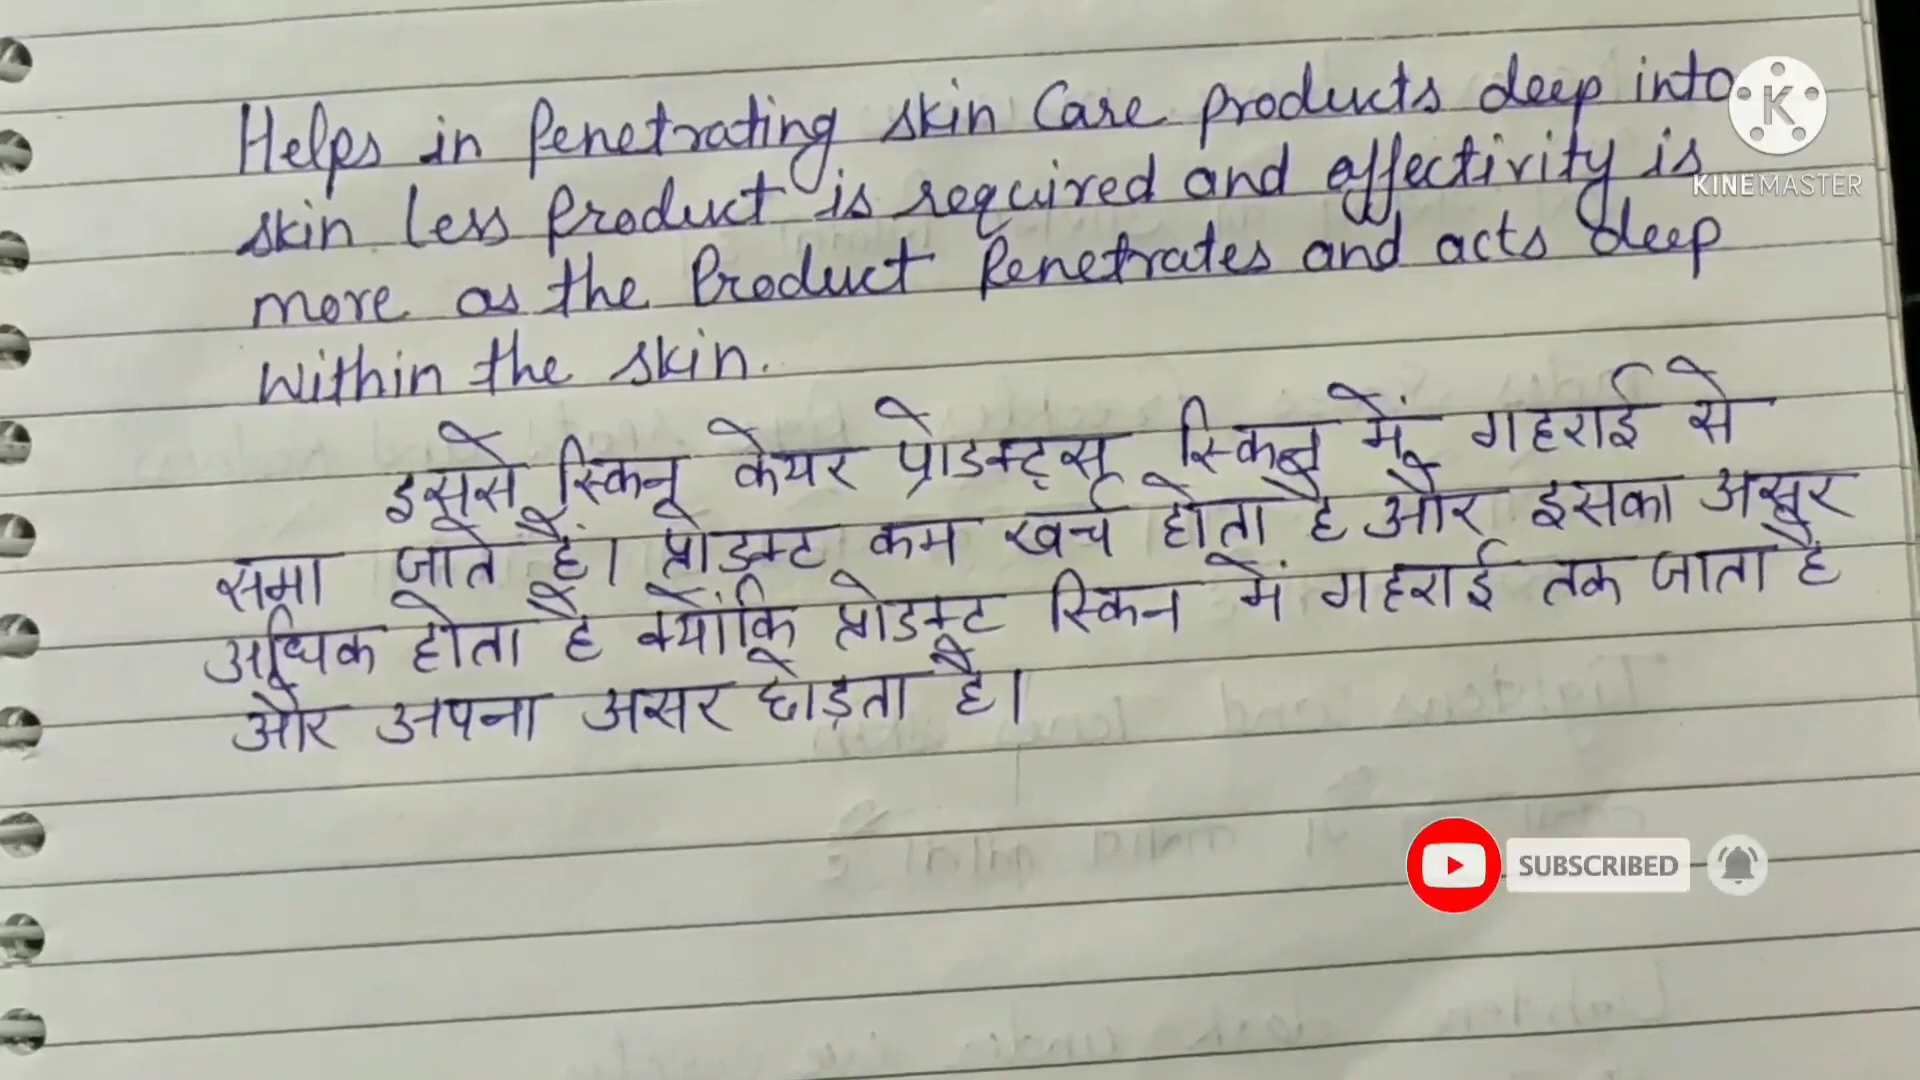 Helps in Penetrating skin Care products deep into
skin less Product is required and effectivity is
more as the Product Penetrates and acts deep
within the skin.
इससे स्किन केयर प्रोडक्ट्स स्किन में गहराई से
समा जाते हैं। प्रोडक्ट कम खर्च होता है और इसका असर
अधिक होता है क्योंकि प्रोडक्ट स्किन में गहराई तक जाता है
और अपना असर छोड़ता है।
KINEMASTER
SUBSCRIBED